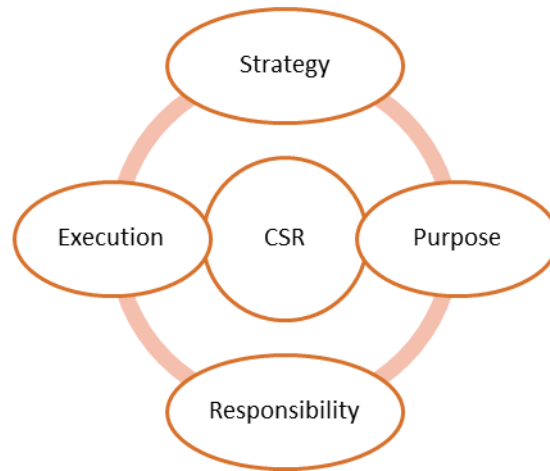 Strategy
Execution
CSR
Purpose
Responsibility